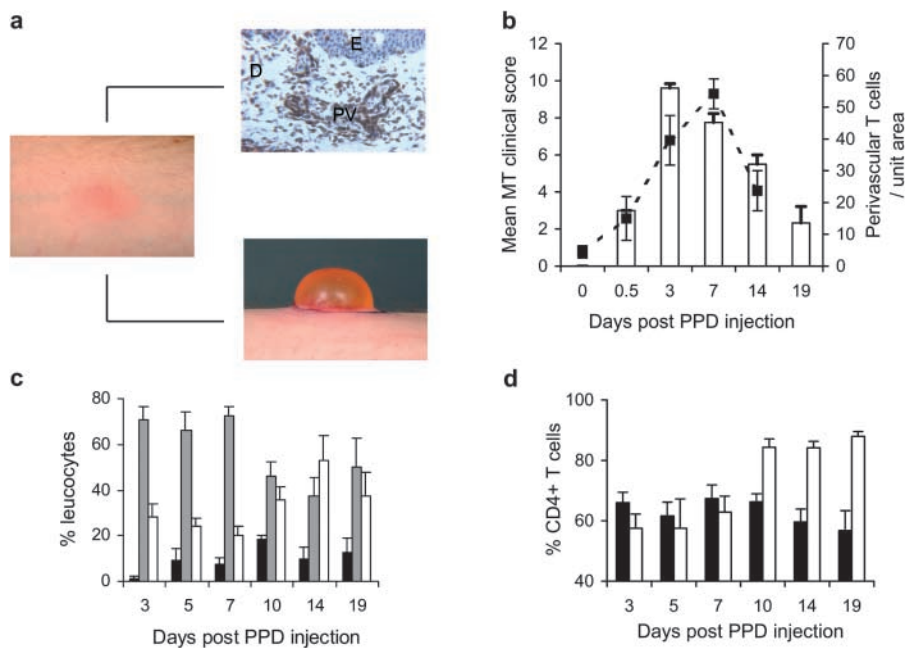 a
E
D
PV
b
Mean MT clinical score
12
10
8
6
4
2
0
70
60
50
40
30
20
10
0
Perivascular T cells
/ unit area
0 0.5 3 7 14 19
Days post PPD injection
c
% leucocytes
80
60
40
20
0
3 5 7 10 14 19
Days post PPD injection
d
% CD4+ T cells
100
80
60
40
3 5 7 10 14 19
Days post PPD injection